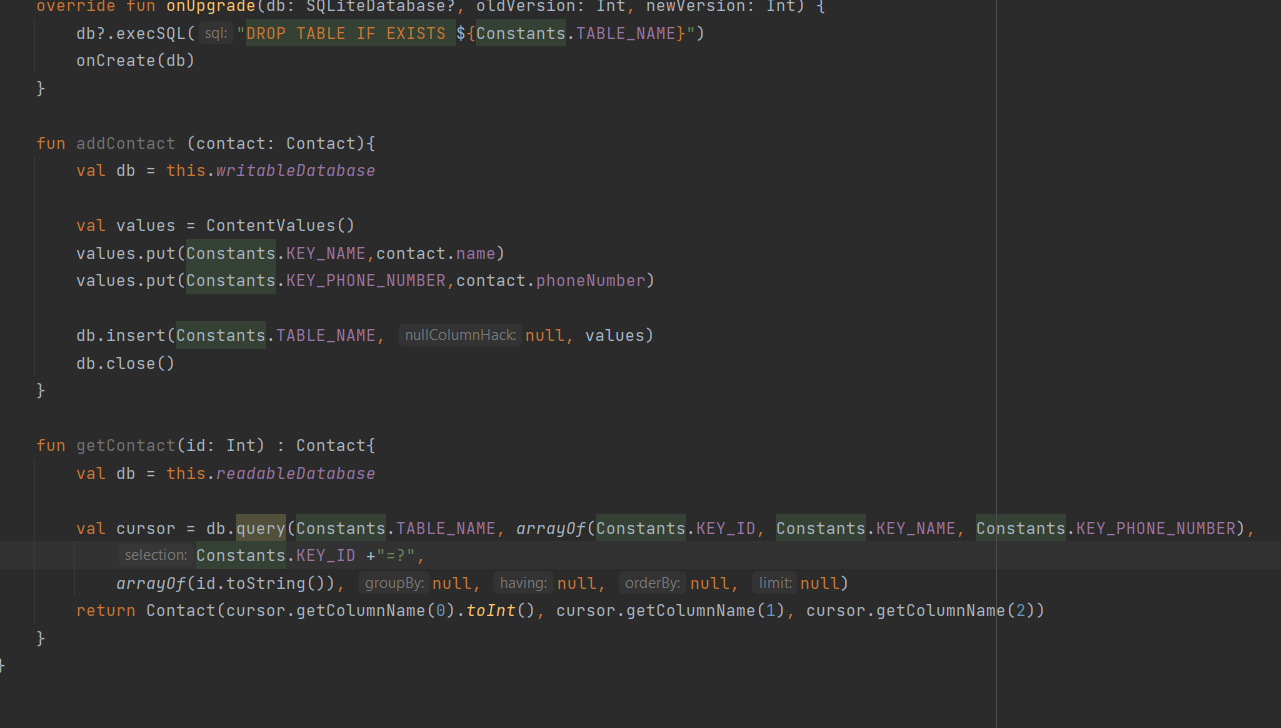 override fun onUpgrade(db: SQLiteDatabase?, oldVersion: Int, newVersion: Int) {
db?.execSQL( sql: "DROP TABLE IF EXISTS ${Constants.TABLE_NAME}")
onCreate(db)
}
fun addContact (contact: Contact){
val db = this.writableDatabase
val values = ContentValues()
values.put(Constants.KEY_NAME,contact.name)
values.put(Constants.KEY_PHONE_NUMBER,contact.phoneNumber)
db.insert(Constants.TABLE_NAME, nullColumnHack: null, values)
db.close()
}
fun getContact(id: Int) : Contact{
val db = this.readableDatabase
val cursor = db.query(Constants.TABLE_NAME, arrayOf(Constants.KEY_ID, Constants.KEY_NAME, Constants.KEY_PHONE_NUMBER),
selection: Constants.KEY_ID +"=?",
arrayOf(id.toString()), groupBy: null, having: null, orderBy: null, limit: null)
return Contact(cursor.getColumnName(0).toInt(), cursor.getColumnName(1), cursor.getColumnName(2))
}
}